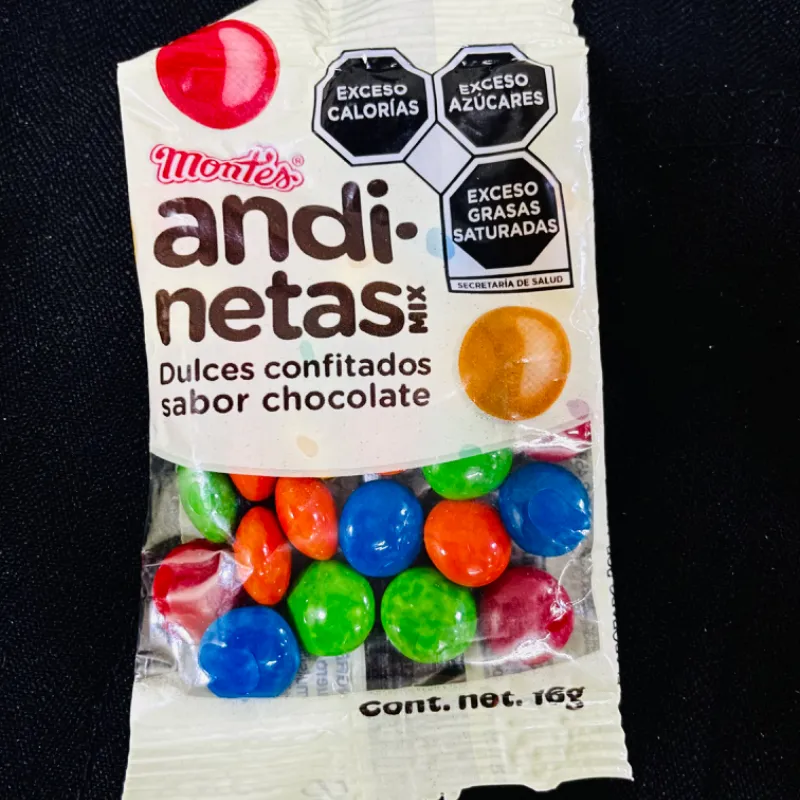 EXCESO
CALORÍAS
EXCESO
AZÚCARES
EXCESO
GRASAS
SATURADAS
SECRETARÍA DE SALUD
Montes®
andi-
netas MIX
Dulces confitados
sabor chocolate
Cont. net. 16g